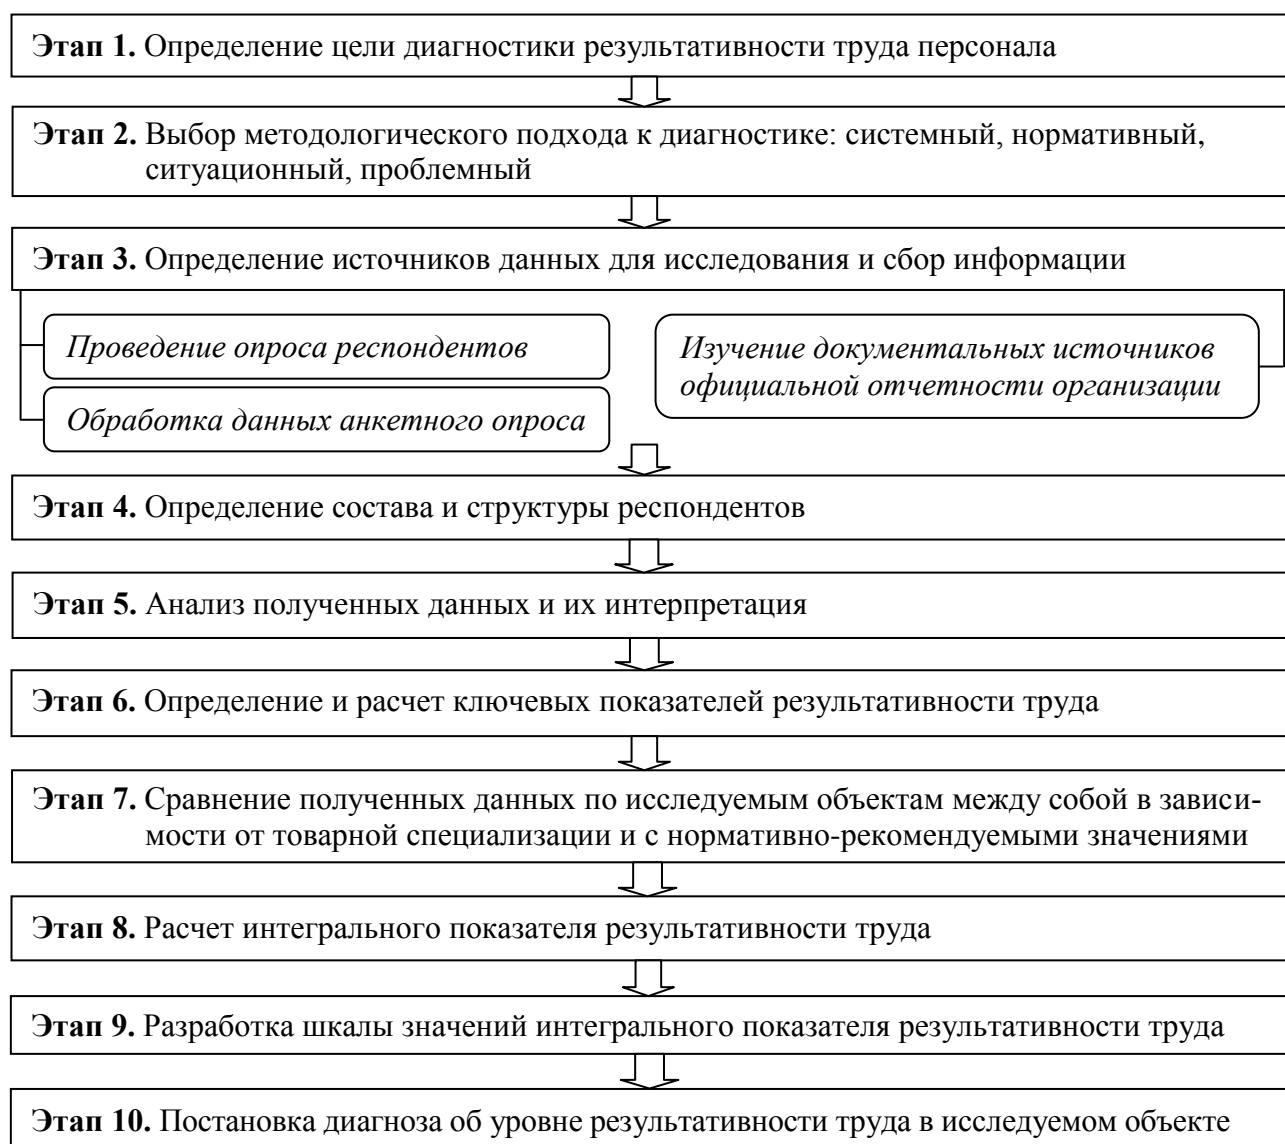 Этап 1. Определение цели диагностики результативности труда персонала
Этап 2. Выбор методологического подхода к диагностике: системный, нормативный,
ситуационный, проблемный
Этап 3. Определение источников данных для исследования и сбор информации
Проведение опроса респондентов
Обработка данных анкетного опроса
Изучение документальных источников
официальной отчетности организации
Этап 4. Определение состава и структуры респондентов
Этап 5. Анализ полученных данных и их интерпретация
Этап 6. Определение и расчет ключевых показателей результативности труда
Этап 7. Сравнение полученных данных по исследуемым объектам между собой в зависи-
мости от товарной специализации и с нормативно-рекомендуемыми значениями
Этап 8. Расчет интегрального показателя результативности труда
Этап 9. Разработка шкалы значений интегрального показателя результативности труда
Этап 10. Постановка диагноза об уровне результативности труда в исследуемом объекте